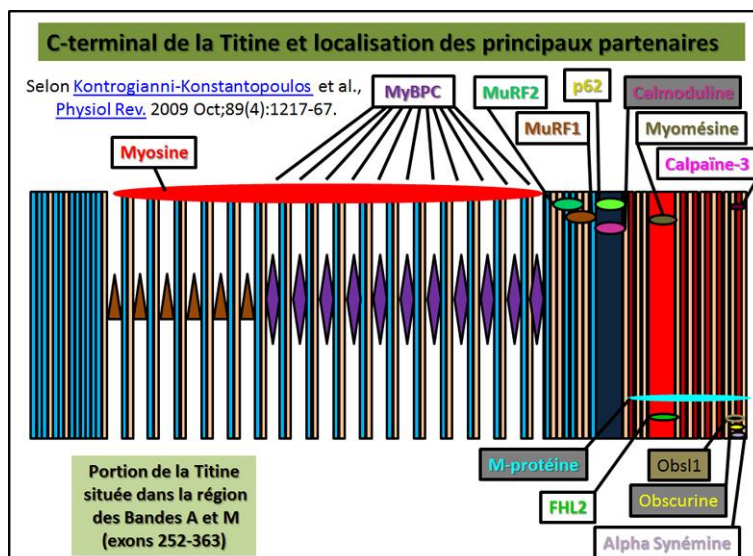 C-terminal de la Titine et localisation des principaux partenaires
Selon Kontrogianni-Konstantopoulos et al.,
Physiol Rev. 2009 Oct;89(4):1217-67.
MyBPC
MuRF2
p62
Calmoduline
MuRF1
Myomésine
Myosine
Calpaïne-3
M-protéine
Obsl1
Obscurine
FHL2
Alpha Synémine
Portion de la Titine
située dans la région
des Bandes A et M
(exons 252-363)